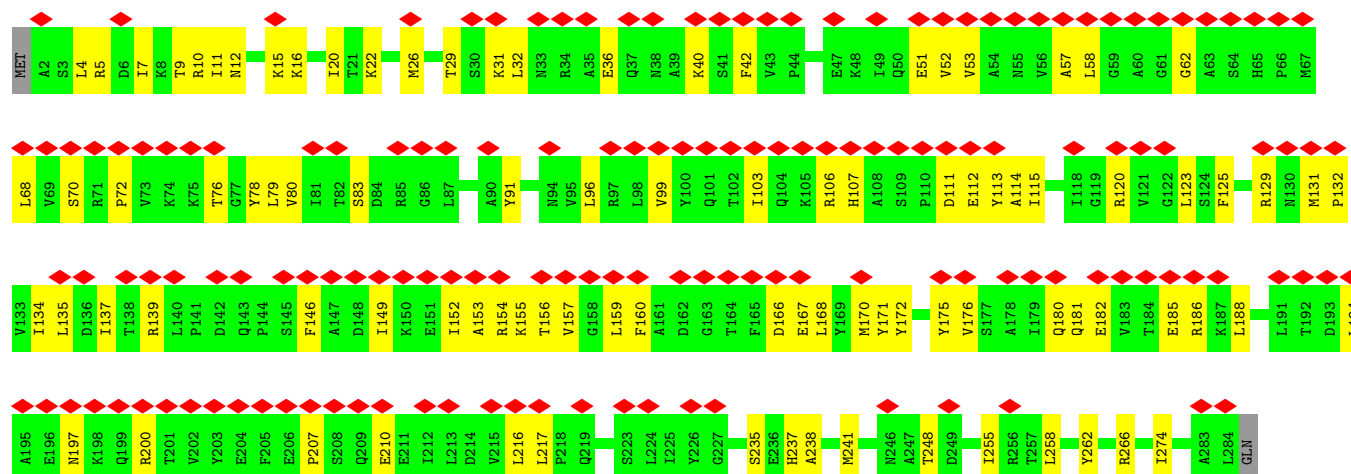 MET A2 S3 L4 R5 D6 I7 K8 T9 R10 I11 N12 K15 K16 I20 T21 K22 M26 T29 S30 K31 L32 N33 R34 A35 E36 Q37 N38 A39 K40 S41 F42 V43 P44 E47 K48 I49 Q50 E51 V52 V53 A54 N55 V56 A57 L58 G59 A60 G61 G62 A63 S64 H65 P66 M67
L68 V69 S70 R71 P72 V73 K74 K75 T76 G77 Y78 L79 V80 I81 T82 S83 D84 R85 G86 L87 A90 Y91 N94 V95 L96 R97 L98 V99 Y100 Q101 T102 I103 Q104 K105 R106 H107 A108 S109 P110 D111 E112 Y113 A114 I115 I118 G119 R120 V121 G122 L123 S124 F125 R129 N130 M131 P132
V133 I134 L135 D136 I137 T138 R139 L140 P141 D142 Q143 P144 S145 F146 A147 D148 I149 K150 E151 I152 A153 R154 K155 T156 V157 G158 L159 F160 A161 D162 G163 T164 F165 D166 E167 L168 Y169 M170 Y171 Y172 Y175 V176 S177 A178 I179 Q180 Q181 E182 V183 T184 E185 R186 K187 L188 L191 T192 D193
A195 E196 N197 K198 Q199 R200 T201 V202 Y203 E204 F205 E206 P207 S208 Q209 E210 E211 I212 L213 D214 V215 L216 L217 P218 Q219 S223 L224 I225 Y226 G227 S235 E236 H237 A238 M241 N246 A247 T248 D249 I255 R256 T257 L258 Y262 R266 I274 A283 L284 GLN